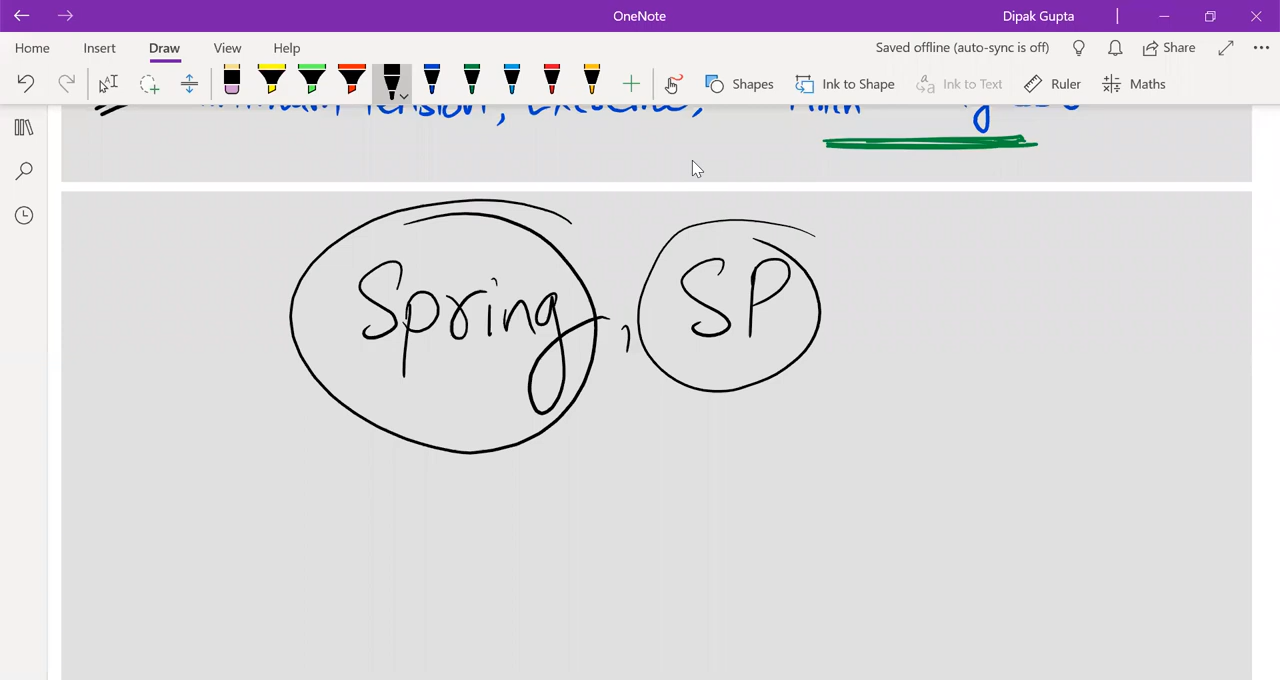 OneNote
Dipak Gupta
Home Insert Draw View Help
Saved offline (auto-sync is off) Share
Shapes Ink to Shape Ink to Text Ruler Maths
Tension,
Spring, SP